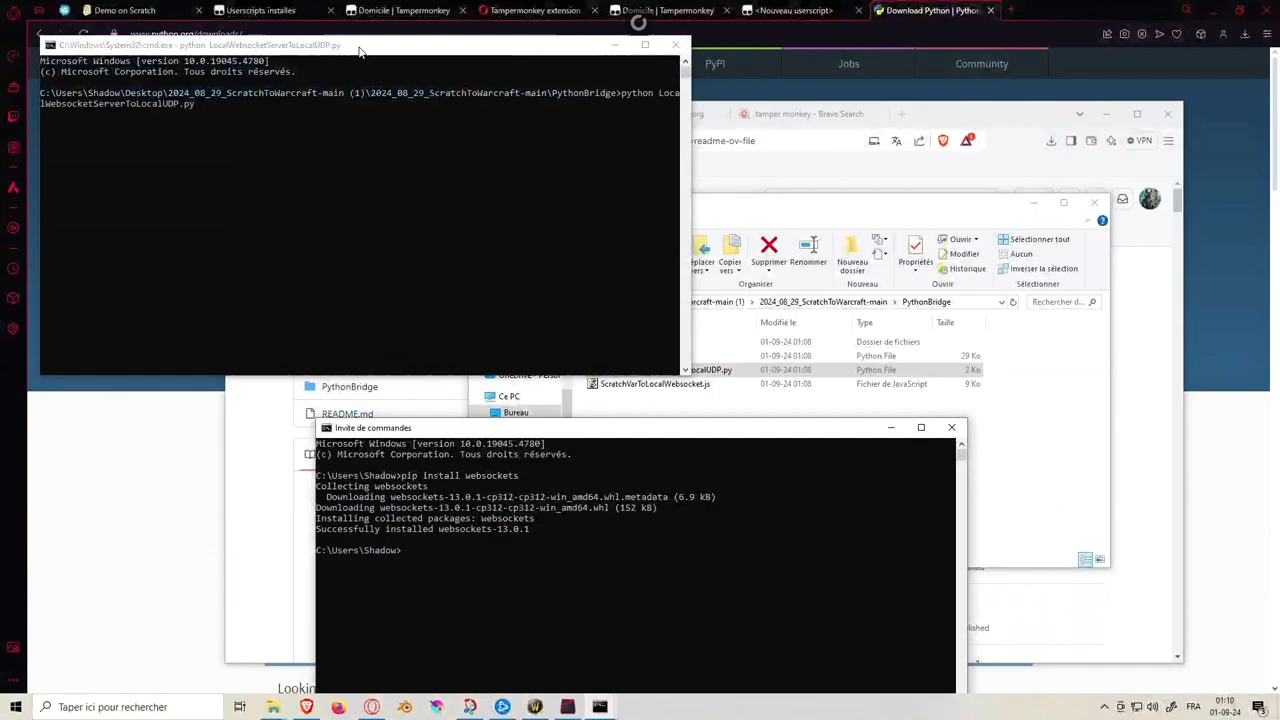 Domicile | Tampermonkey
Tampermonkey extension
Domicile | Tampermonkey
<Nouveau userscript>
Download Python | Python
C:\Windows\System32\cmd.exe - python LocalWebsocketServerToLocalUDP.py
Microsoft Windows [version 10.0.19045.4780]
(c) Microsoft Corporation. Tous droits réservés.
C:\Users\Shadow\Desktop\2024_08_29_ScratchToWarcraft-main (1)\2024_08_29_ScratchToWarcraft-main\PythonBridge>python Loca
lWebsocketServerToLocalUDP.py
PyPI
Jobs
Community
tamper monkey - Brave Search
=readme-ov-file
VPN
Copier
vers
Supprimer
Renommer
Nouveau
dossier
Propriétés
Ouvrir
Modifier
Historique
Sélectionner tout
Aucun
Inverser la sélection
Organiser
Nouveau
Ouvrir
Sélectionner
2024_08_29_ScratchToWarcraft-main
PythonBridge
Rechercher d...
Modifié le
Type
Taille
01-09-24 01:08
Dossier de fichiers
01-09-24 01:08
Python File
29 Ko
ocalUDP.py
01-09-24 01:08
Python File
2 Ko
ScratchVarToLocalWebsocket.js
01-09-24 01:08
Fichier de JavaScript
9 Ko
PythonBridge
README.md
Ce PC
Bureau
Invite de commandes
Microsoft Windows [version 10.0.19045.4780]
(c) Microsoft Corporation. Tous droits réservés.
C:\Users\Shadow>pip install websockets
Collecting websockets
Downloading websockets-13.0.1-cp312-cp312-win_amd64.whl.metadata (6.9 kB)
Downloading websockets-13.0.1-cp312-cp312-win_amd64.whl (152 kB)
Installing collected packages: websockets
Successfully installed websockets-13.0.1
C:\Users\Shadow>
Lookin
Taper ici pour rechercher
FRA
01:10
01-09-24